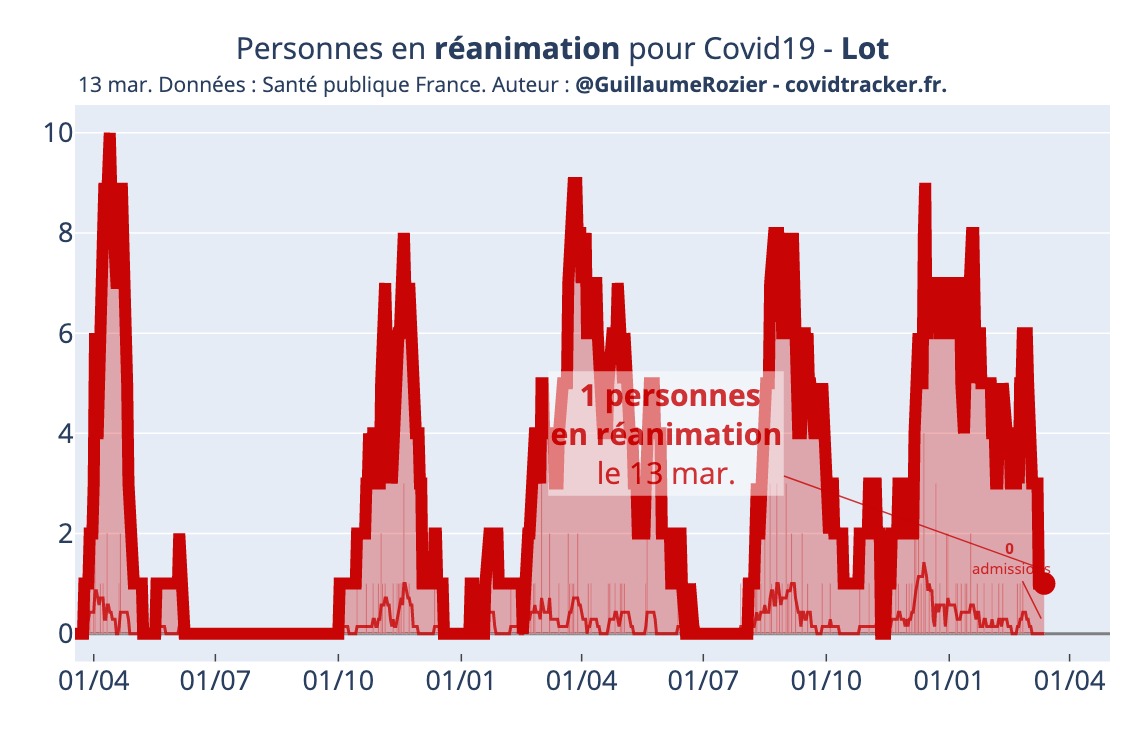 Personnes en réanimation pour Covid19 - Lot
13 mar. Données : Santé publique France. Auteur : @GuillaumeRozier - covidtracker.fr.
10
8
6
4
2
0
1 personnes
en réanimation
le 13 mar.
0
admissions
01/04 01/07 01/10 01/01 01/04 01/07 01/10 01/01 01/04